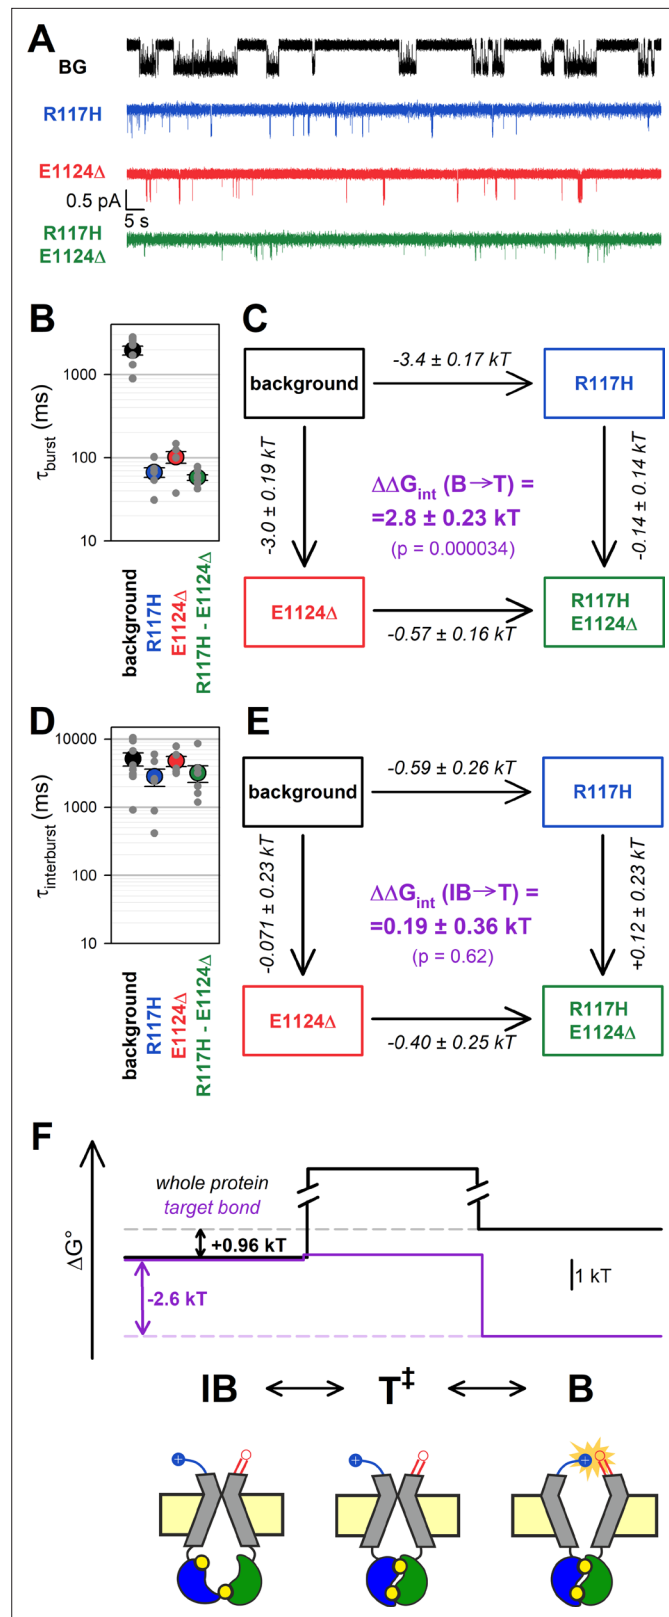 A
BG
R117H
E1124Δ
0.5 pA
5 s
R117H
E1124Δ
B
τburst (ms)
1000
100
10
background
R117H
E1124Δ
R117H - E1124Δ
C
background
-3.4 ± 0.17 kT
R117H
-3.0 ± 0.19 kT
ΔΔGint (B→T) =
=2.8 ± 0.23 kT
(p = 0.000034)
-0.14 ± 0.14 kT
E1124Δ
-0.57 ± 0.16 kT
R117H
E1124Δ
D
τinterburst (ms)
10000
1000
100
10
background
R117H
E1124Δ
R117H - E1124Δ
E
background
-0.59 ± 0.26 kT
R117H
-0.071 ± 0.23 kT
ΔΔGint (IB→T) =
=0.19 ± 0.36 kT
(p = 0.62)
+0.12 ± 0.23 kT
E1124Δ
-0.40 ± 0.25 kT
R117H
E1124Δ
F
ΔG°
whole protein
target bond
+0.96 kT
-2.6 kT
1 kT
IB
T‡
B
+
+
+